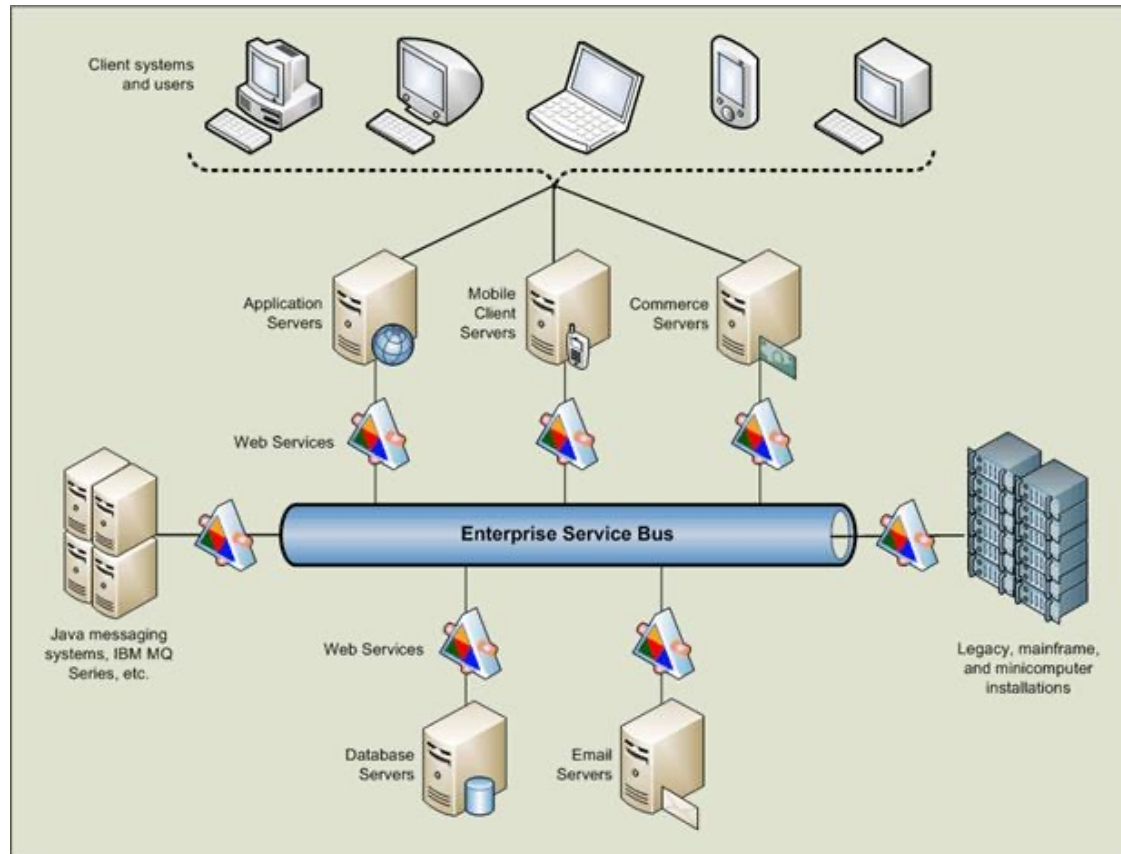 Client systems
and users
Application
Servers
Mobile
Client
Servers
Commerce
Servers
Web Services
Enterprise Service Bus
Java messaging
systems, IBM MQ
Series, etc.
Web Services
Legacy, mainframe,
and minicomputer
installations
Database
Servers
Email
Servers